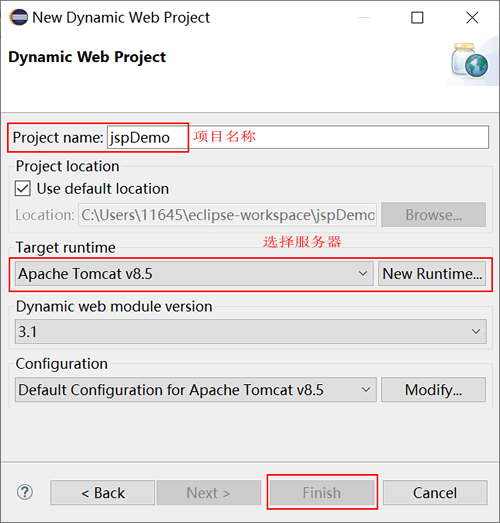 New Dynamic Web Project
Dynamic Web Project
Project name: jspDemo 项目名称
Project location
Use default location
Location: C:\Users\11645\eclipse-workspace\jspDemo Browse...
选择服务器
Target runtime
Apache Tomcat v8.5 New Runtime...
Dynamic web module version
3.1
Configuration
Default Configuration for Apache Tomcat v8.5 Modify...
? < Back Next > Finish Cancel